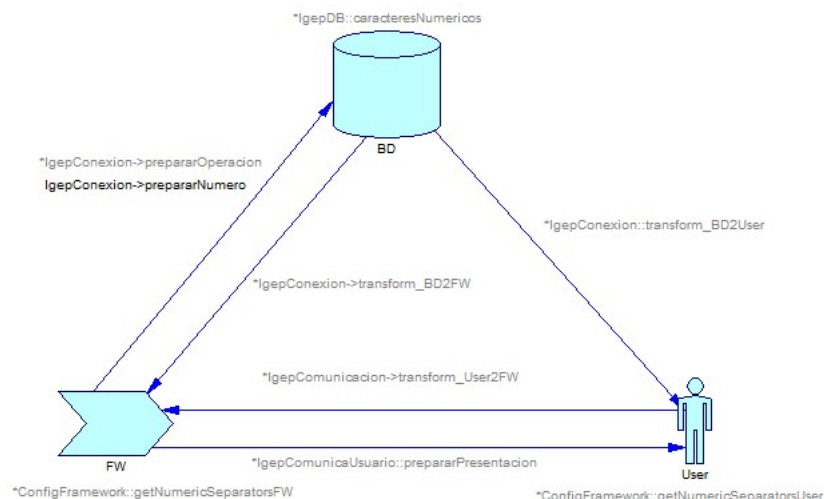 *IgepDB::caracteresNumericos
BD
*IgepConexion->prepararOperacion
IgepConexion->prepararNumero
*IgepConexion::transform_BD2User
*IgepConexion->transform_BD2FW
*IgepComunicacion->transform_User2FW
*IgepComunicaUsuario::prepararPresentacion
FW
User
*ConfigFramework::getNumericSeparatorsFW
*ConfigFramework::getNumericSeparatorsUser